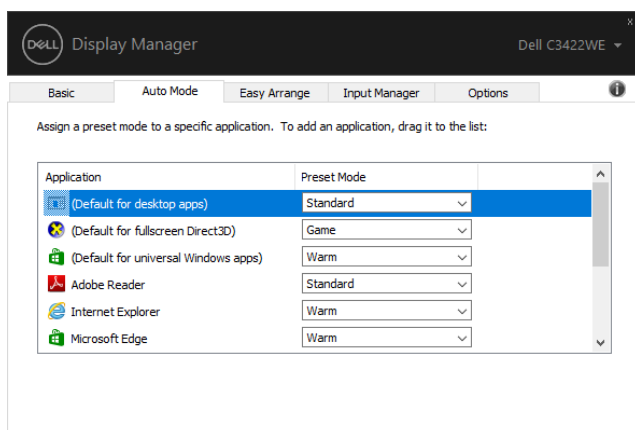 DELL Display Manager Dell C3422WE
Basic Auto Mode Easy Arrange Input Manager Options
Assign a preset mode to a specific application. To add an application, drag it to the list:
Application Preset Mode
(Default for desktop apps) Standard
(Default for fullscreen Direct3D) Game
(Default for universal Windows apps) Warm
Adobe Reader Standard
Internet Explorer Warm
Microsoft Edge Warm